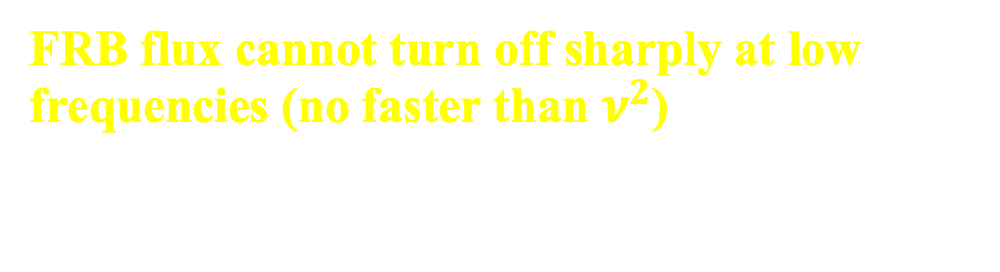 FRB flux cannot turn off sharply at low
frequencies (no faster than ν²)